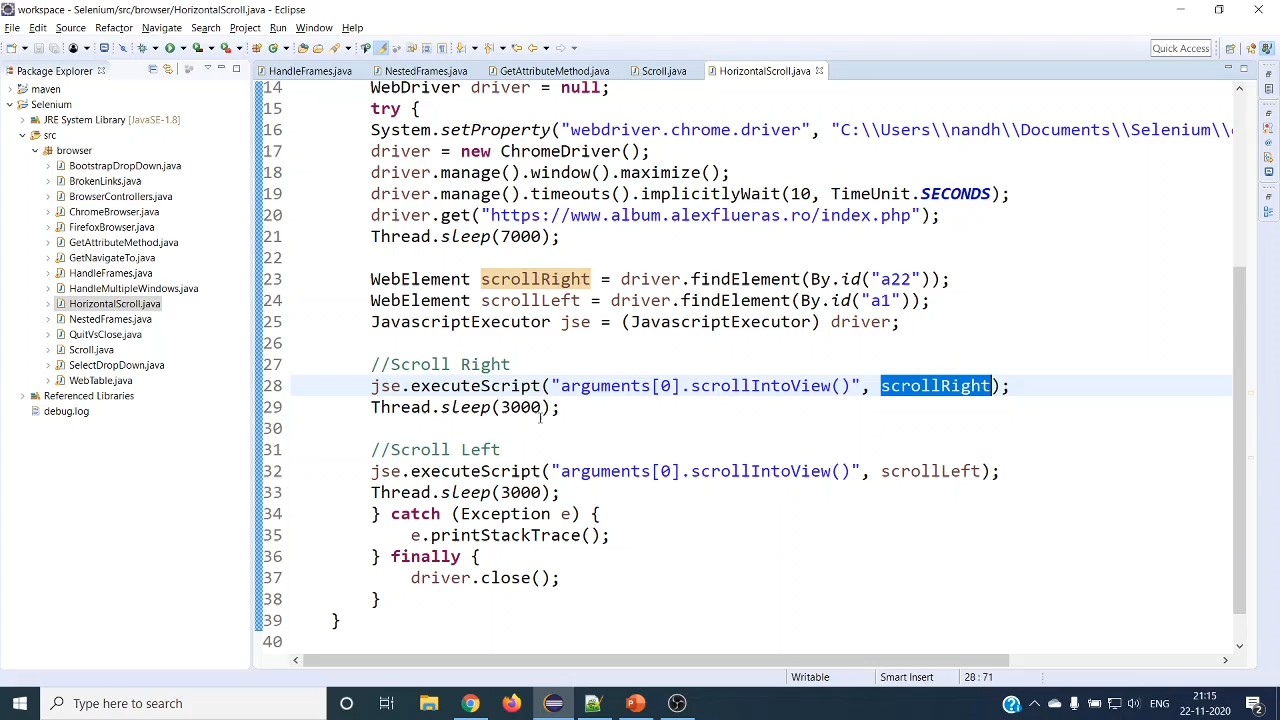 workspace - Selenium/src/browser/HorizontalScroll.java - Eclipse
File Edit Source Refactor Navigate Search Project Run Window Help
Quick Access
Package Explorer
HandleFrames.java NestedFrames.java GetAttributeMethod.java Scroll.java HorizontalScroll.java
maven
Selenium
JRE System Library [JavaSE-1.8]
src
browser
BootstrapDropDown.java
BrokenLinks.java
BrowserControllers.java
ChromeBrowser.java
FirefoxBrowser.java
GetAttributeMethod.java
GetNavigateTo.java
HandleFrames.java
HandleMultipleWindows.java
HorizontalScroll.java
NestedFrames.java
QuitVsClose.java
Scroll.java
SelectDropDown.java
WebTable.java
Referenced Libraries
debug.log
14 WebDriver driver = null;
15 try {
16 System.setProperty("webdriver.chrome.driver", "C:\\Users\\nandh\\Documents\\Selenium\\
17 driver = new ChromeDriver();
18 driver.manage().window().maximize();
19 driver.manage().timeouts().implicitlyWait(10, TimeUnit.SECONDS);
20 driver.get("https://www.album.alexflueras.ro/index.php");
21 Thread.sleep(7000);
22
23 WebElement scrollRight = driver.findElement(By.id("a22"));
24 WebElement scrollLeft = driver.findElement(By.id("a1"));
25 JavascriptExecutor jse = (JavascriptExecutor) driver;
26
27 //Scroll Right
28 jse.executeScript("arguments[0].scrollIntoView()", scrollRight);
29 Thread.sleep(3000);
30
31 //Scroll Left
32 jse.executeScript("arguments[0].scrollIntoView()", scrollLeft);
33 Thread.sleep(3000);
34 } catch (Exception e) {
35 e.printStackTrace();
36 } finally {
37 driver.close();
38 }
39 }
40
Writable Smart Insert 28 : 71
Type here to search
ENG
21:15
22-11-2020
2